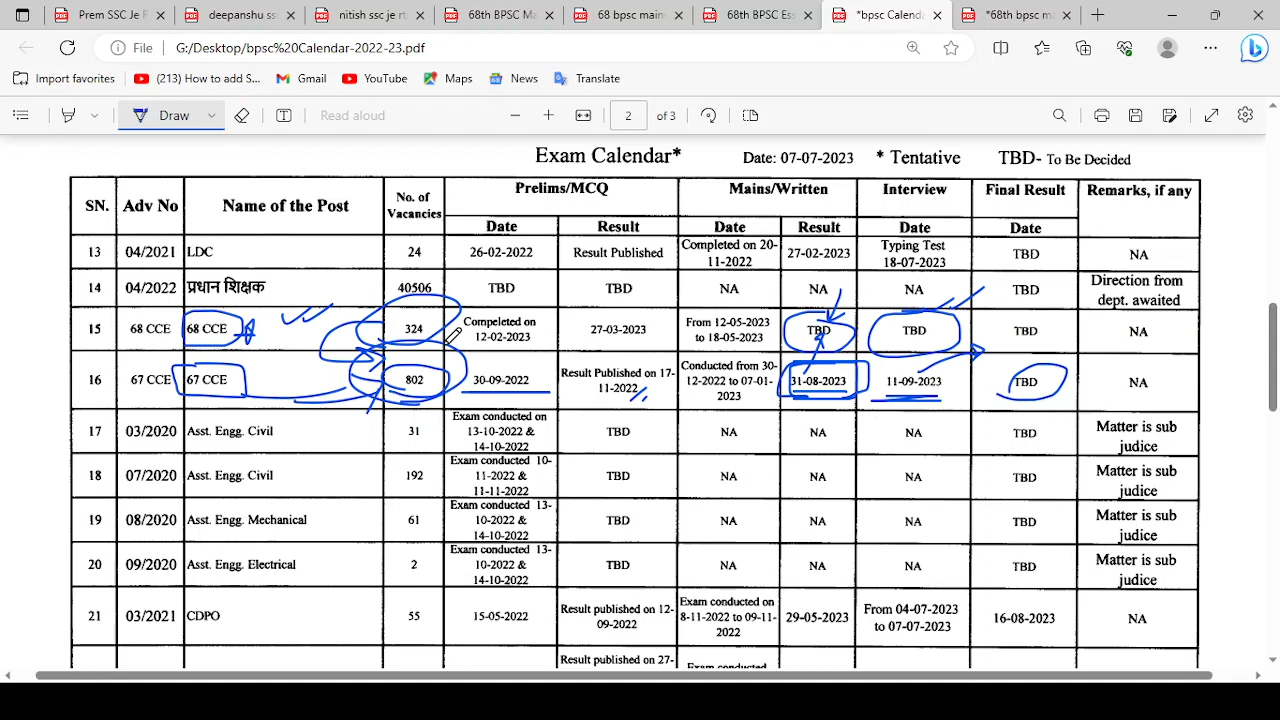 Prem SSC Je P
deepanshu ss
nitish ssc je rt
68th BPSC Ma
68 bpsc mains
68th BSEC Ess
*bpsc Calenda
*68th bpsc ma
File G:/Desktop/bpsc%20Calendar-2022-23.pdf
Import favorites (213) How to add S... Gmail YouTube Maps News Translate
Draw Read aloud 2 of 3
Exam Calendar* Date: 07-07-2023 * Tentative TBD- To Be Decided
SN. Adv No Name of the Post No. of Vacancies Prelims/MCQ Mains/Written Interview Final Result Remarks, if any
Date Result Date Result Date Date
13 04/2021 LDC 24 26-02-2022 Result Published Completed on 20-11-2022 27-02-2023 Typing Test 18-07-2023 TBD NA
14 04/2022 प्रधान शिक्षक 40506 TBD TBD NA NA NA TBD Direction from dept. awaited
15 68 CCE 68 CCE 324 Compeleted on 12-02-2023 27-03-2023 From 12-05-2023 to 18-05-2023 TBD TBD TBD NA
16 67 CCE 67 CCE 802 30-09-2022 Result Published on 17-11-2022 Conducted from 30-12-2022 to 07-01-2023 31-08-2023 11-09-2023 TBD NA
17 03/2020 Asst. Engg. Civil 31 Exam conducted on 13-10-2022 & 14-10-2022 TBD NA NA NA TBD Matter is sub judice
18 07/2020 Asst. Engg. Civil 192 Exam conducted 10-11-2022 & 11-11-2022 TBD NA NA NA TBD Matter is sub judice
19 08/2020 Asst. Engg. Mechanical 61 Exam conducted 13-10-2022 & 14-10-2022 TBD NA NA NA TBD Matter is sub judice
20 09/2020 Asst. Engg. Electrical 2 Exam conducted 13-10-2022 & 14-10-2022 TBD NA NA NA TBD Matter is sub judice
21 03/2021 CDPO 55 15-05-2022 Result published on 12-09-2022 Exam conducted on 8-11-2022 to 09-11-2022 29-05-2023 From 04-07-2023 to 07-07-2023 16-08-2023 NA
Result published on 27- Exam conducted